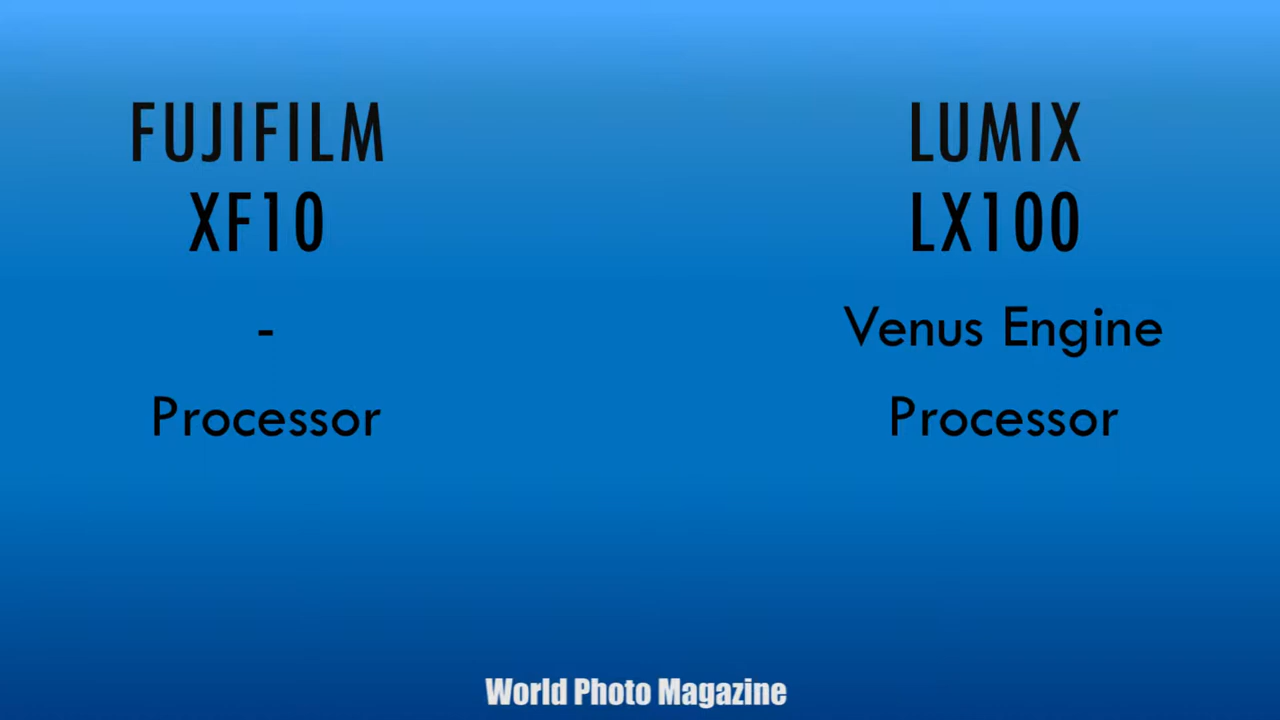 FUJIFILM
XF10
-
Processor
LUMIX
LX100
Venus Engine
Processor
World Photo Magazine